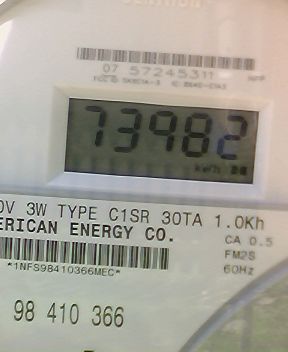 07 57245311
73982
kWh
0V 3W TYPE C1SR 30TA 1.0Kh
ERICAN ENERGY CO.
CA 0.5
FM2S
60Hz
*1NFS98410366MEC*
98 410 366